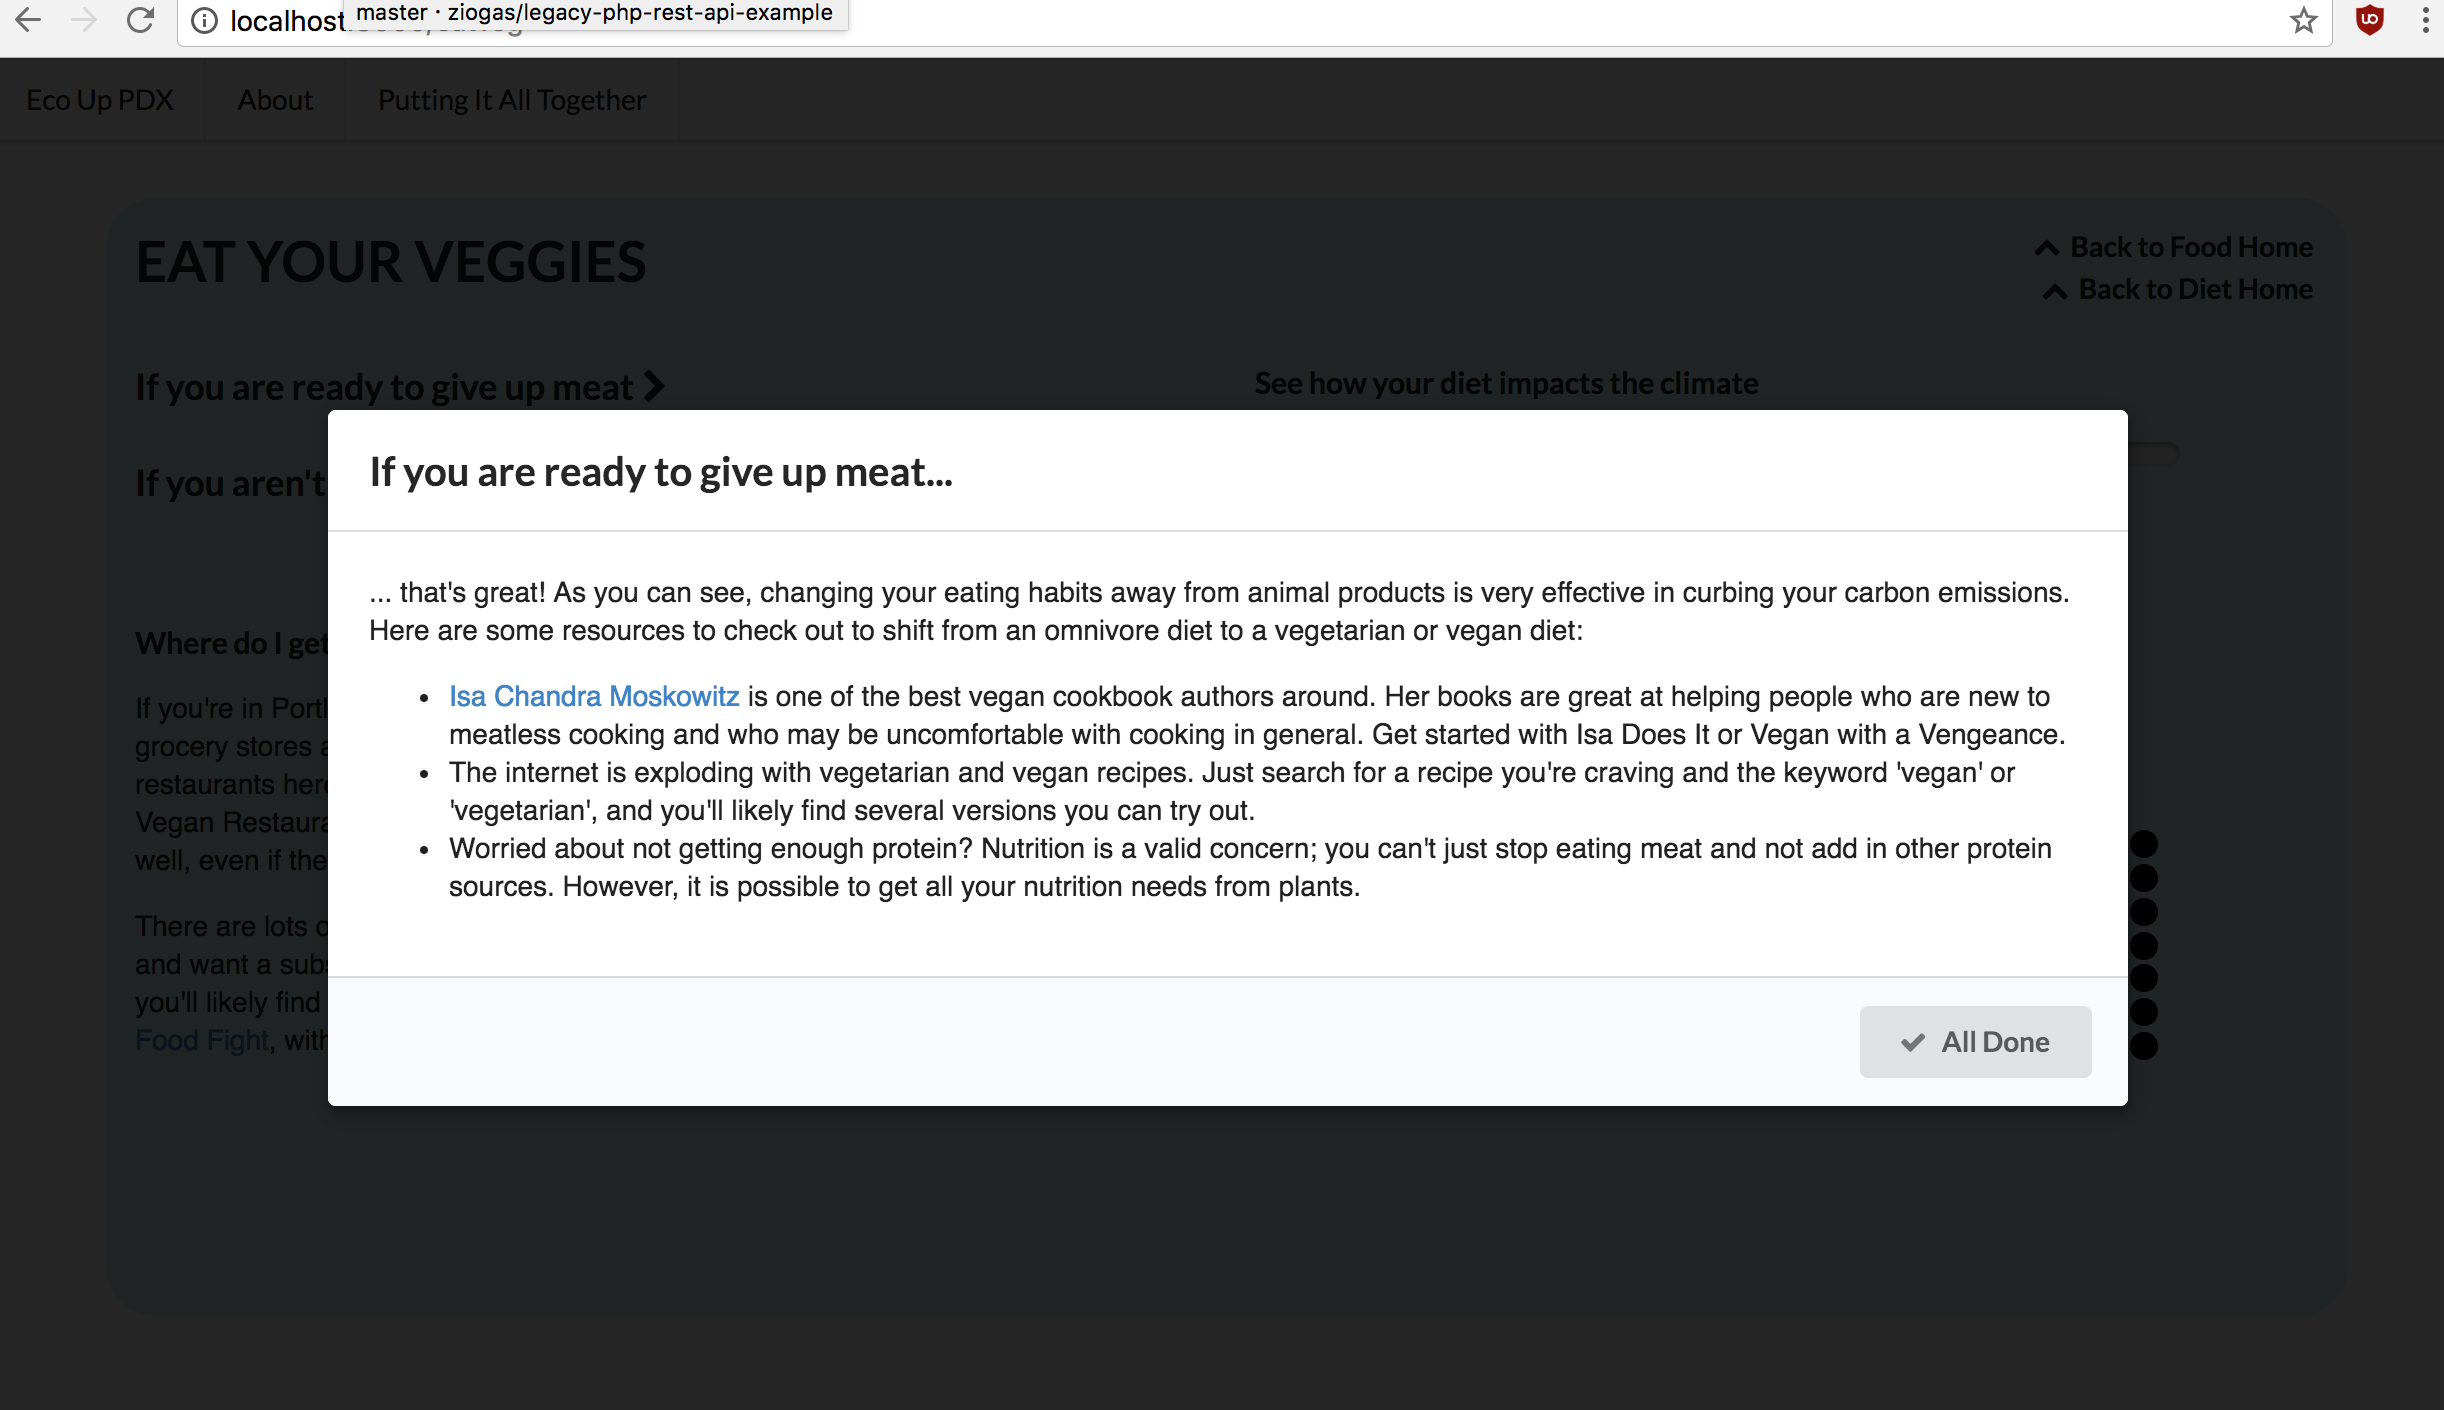 master · ziogas/legacy-php-rest-api-example
localhost
Eco Up PDX
About
Putting It All Together
EAT YOUR VEGGIES
Back to Food Home
Back to Diet Home
If you are ready to give up meat
See how your diet impacts the climate
If you aren't
If you are ready to give up meat...
... that's great! As you can see, changing your eating habits away from animal products is very effective in curbing your carbon emissions.
Here are some resources to check out to shift from an omnivore diet to a vegetarian or vegan diet:
• Isa Chandra Moskowitz is one of the best vegan cookbook authors around. Her books are great at helping people who are new to
meatless cooking and who may be uncomfortable with cooking in general. Get started with Isa Does It or Vegan with a Vengeance.
• The internet is exploding with vegetarian and vegan recipes. Just search for a recipe you're craving and the keyword 'vegan' or
'vegetarian', and you'll likely find several versions you can try out.
• Worried about not getting enough protein? Nutrition is a valid concern; you can't just stop eating meat and not add in other protein
sources. However, it is possible to get all your nutrition needs from plants.
All Done
Where do I get
If you're in Portl
grocery stores
restaurants here
Vegan Restaura
well, even if the
There are lots
and want a subs
you'll likely find
Food Fight, with